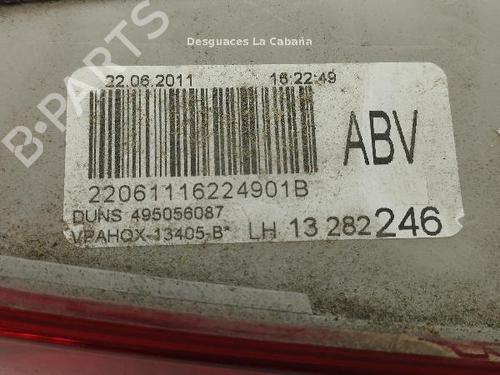 Desguaces La Cabaña
B-PARTS
22.06.2011 16:22:49
ABV
22061116224901B
DUNS 495056087
VPAHQX-13405-B* LH 13 282 246